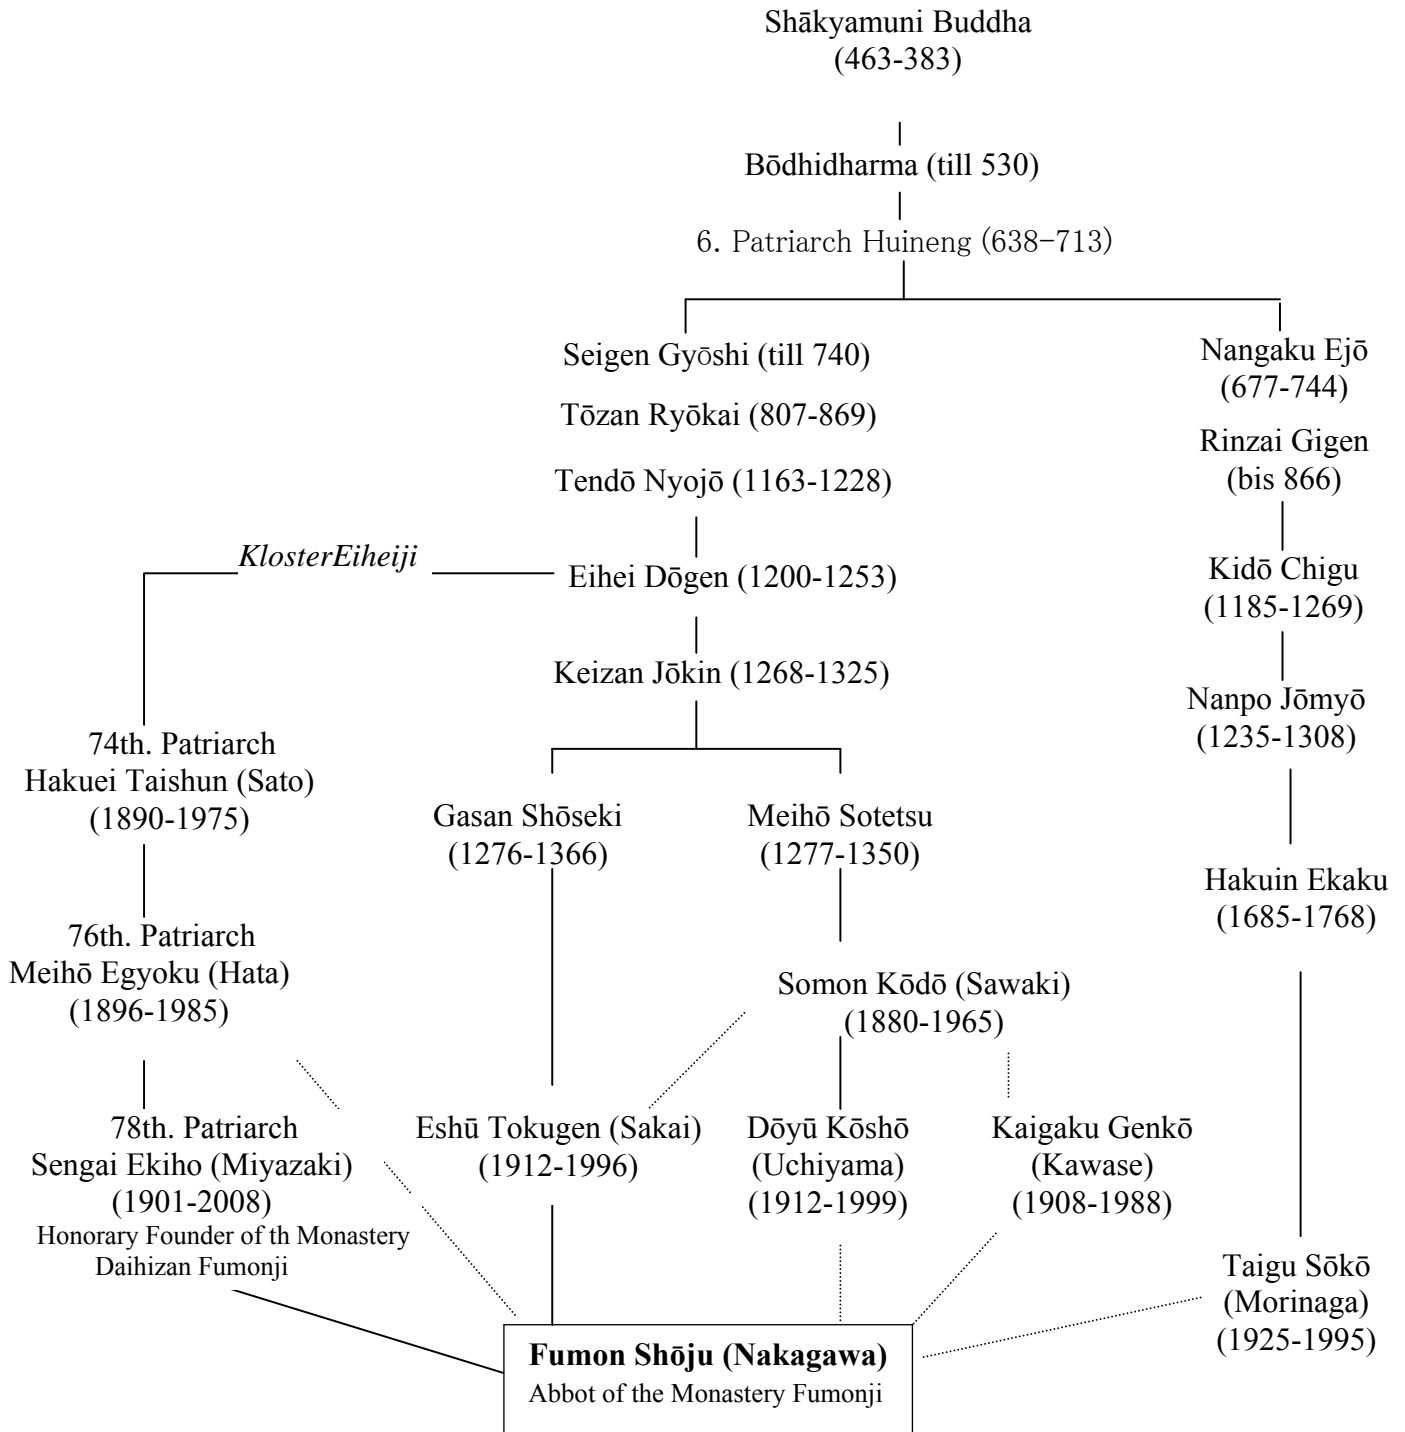 Shākyamuni Buddha
(463-383)
Bōdhidharma (till 530)
6. Patriarch Huineng (638-713)
Seigen Gyōshi (till 740)
Nangaku Ejō
(677-744)
Tōzan Ryōkai (807-869)
Rinzai Gigen
(bis 866)
Tendō Nyojō (1163-1228)
KlosterEiheiji
Eihei Dōgen (1200-1253)
Kidō Chigu
(1185-1269)
Keizan Jōkin (1268-1325)
Nanpo Jōmyō
(1235-1308)
74th. Patriarch
Hakuei Taishun (Sato)
(1890-1975)
Gasan Shōseki
(1276-1366)
Meihō Sotetsu
(1277-1350)
Hakuin Ekaku
(1685-1768)
76th. Patriarch
Meihō Egyoku (Hata)
(1896-1985)
Somon Kōdō (Sawaki)
(1880-1965)
78th. Patriarch
Sengai Ekiho (Miyazaki)
(1901-2008)
Honorary Founder of th Monastery
Daihizan Fumonji
Eshū Tokugen (Sakai)
(1912-1996)
Dōyū Kōshō
(Uchiyama)
(1912-1999)
Kaigaku Genkō
(Kawase)
(1908-1988)
Taigu Sōkō
(Morinaga)
(1925-1995)
Fumon Shōju (Nakagawa)
Abbot of the Monastery Fumonji